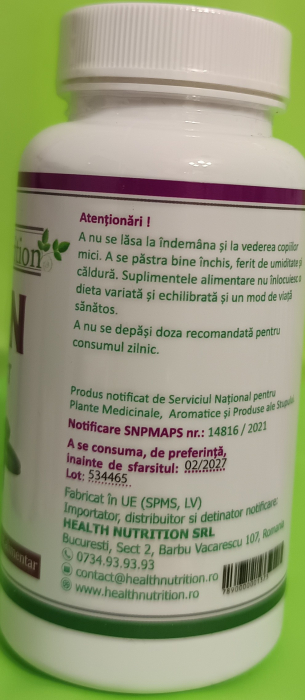 Atenționări !
A nu se lăsa la îndemâna și la vederea copiilor
mici. A se păstra bine închis, ferit de umiditate și
căldură. Suplimentele alimentare nu înlocuiesc o
dieta variată și echilibrată și un mod de viață
sănătos.
A nu se depăși doza recomandată pentru
consumul zilnic.
Produs notificat de Serviciul Național pentru
Plante Medicinale, Aromatice și Produse ale Stupului
Notificare SNPMAPS nr.: 14816 / 2021
A se consuma, de preferință,
inainte de sfarsitul: 02/2027
Lot: 534465
Fabricat în UE (SPMS, LV)
Importator, distribuitor si detinator notificare:
HEALTH NUTRITION SRL
Bucuresti, Sect 2, Barbu Vacarescu 107, Romania
0734.93.93.93
contact@healthnutrition.ro
www.healthnutrition.ro